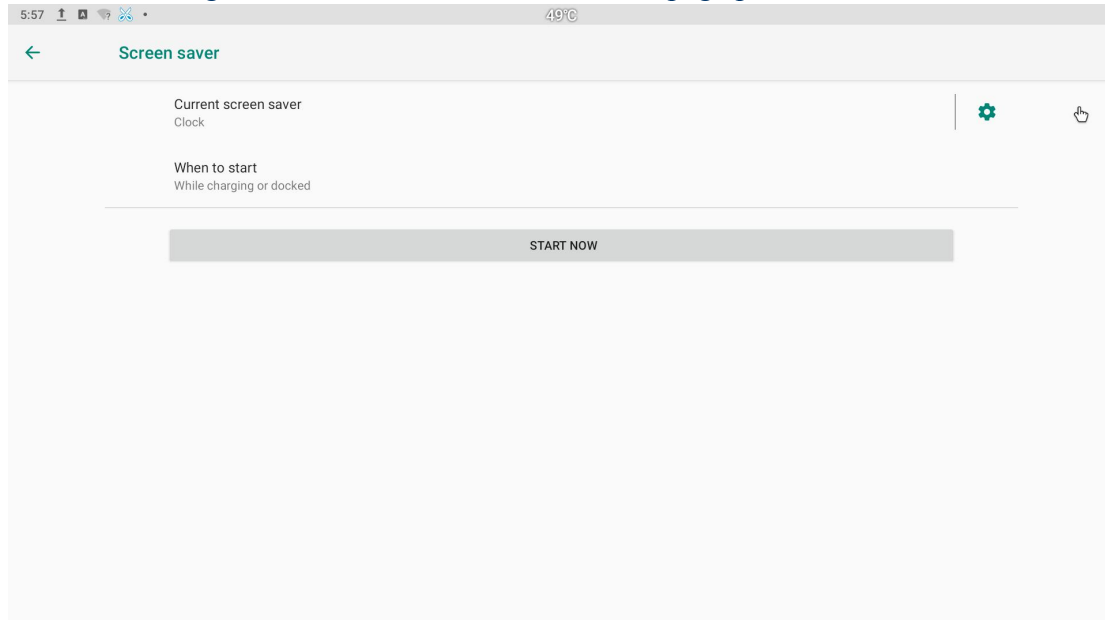 5:57
49°C
Screen saver
Current screen saver
Clock
When to start
While charging or docked
START NOW